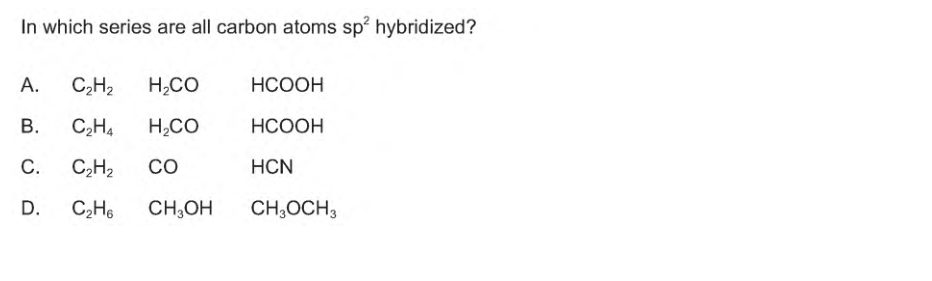 In which series are all carbon atoms sp² hybridized?
A. C₂H₂ H₂CO HCOOH
B. C₂H₄ H₂CO HCOOH
C. C₂H₂ CO HCN
D. C₂H₆ CH₃OH CH₃OCH₃